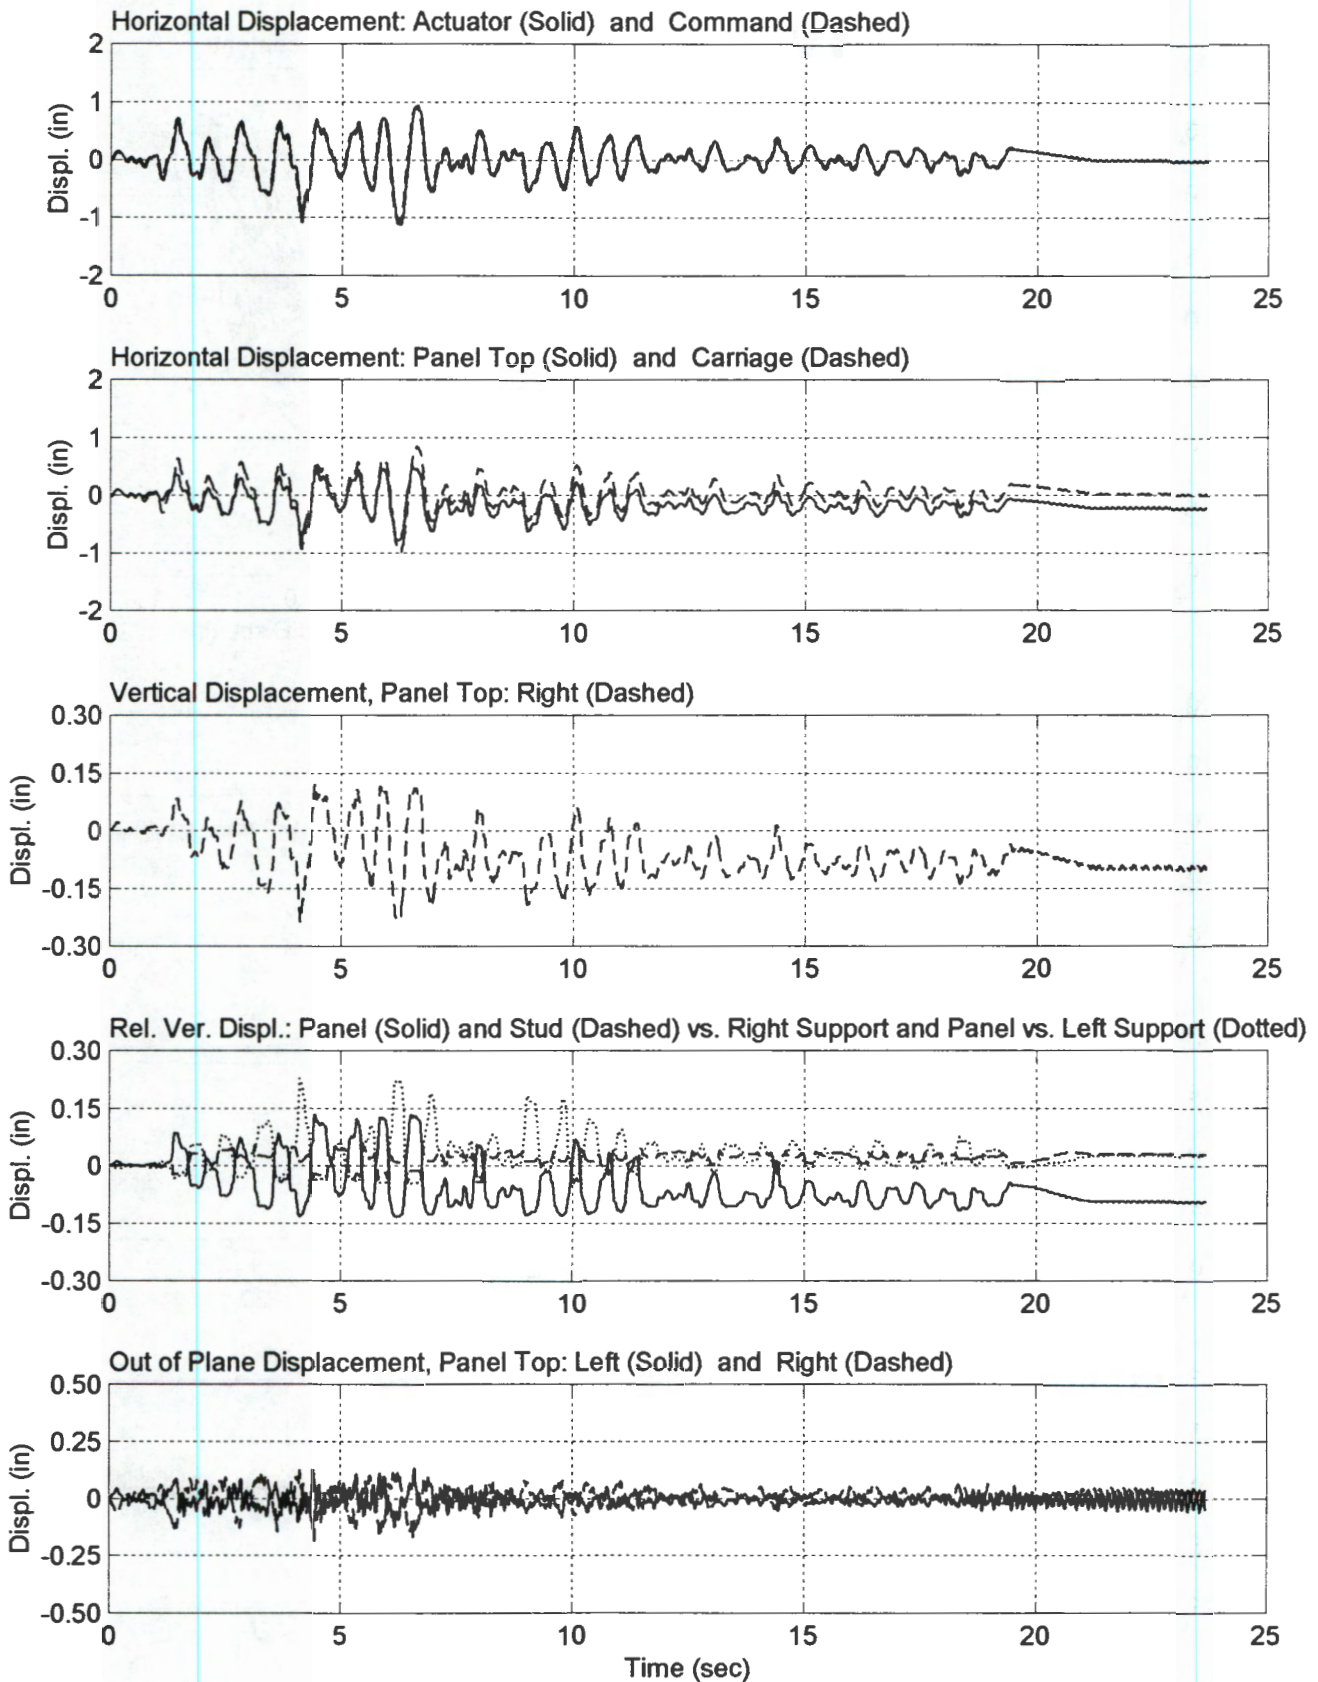 Horizontal Displacement: Actuator (Solid) and Command (Dashed)
2
1
0
-1
-2
Displ. (in)
0 5 10 15 20 25
Horizontal Displacement: Panel Top (Solid) and Carriage (Dashed)
2
1
0
-1
-2
Displ. (in)
0 5 10 15 20 25
Vertical Displacement, Panel Top: Right (Dashed)
0.30
0.15
0
-0.15
-0.30
Displ. (in)
0 5 10 15 20 25
Rel. Ver. Displ.: Panel (Solid) and Stud (Dashed) vs. Right Support and Panel vs. Left Support (Dotted)
0.30
0.15
0
-0.15
-0.30
Displ. (in)
0 5 10 15 20 25
Out of Plane Displacement, Panel Top: Left (Solid) and Right (Dashed)
0.50
0.25
0
-0.25
-0.50
Displ. (in)
0 5 10 15 20 25
Time (sec)